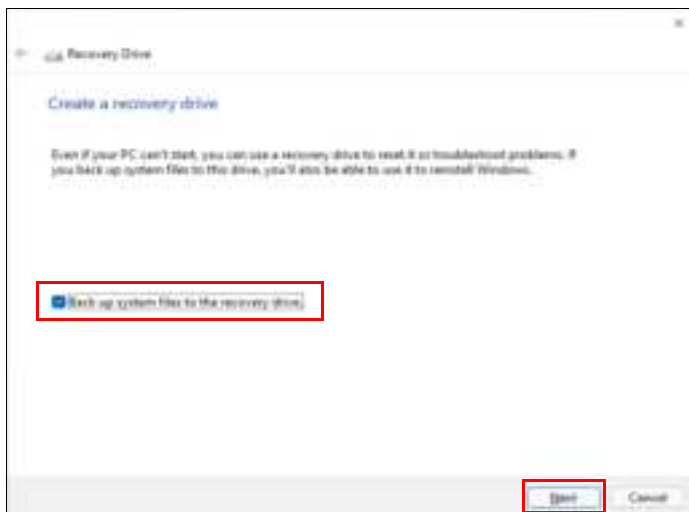 Recovery Drive
Create a recovery drive
Even if your PC can't start, you can use a recovery drive to reset it or troubleshoot problems. If
you back up system files to this drive, you'll also be able to use it to reinstall Windows.
Back up system files to the recovery drive.
Next
Cancel